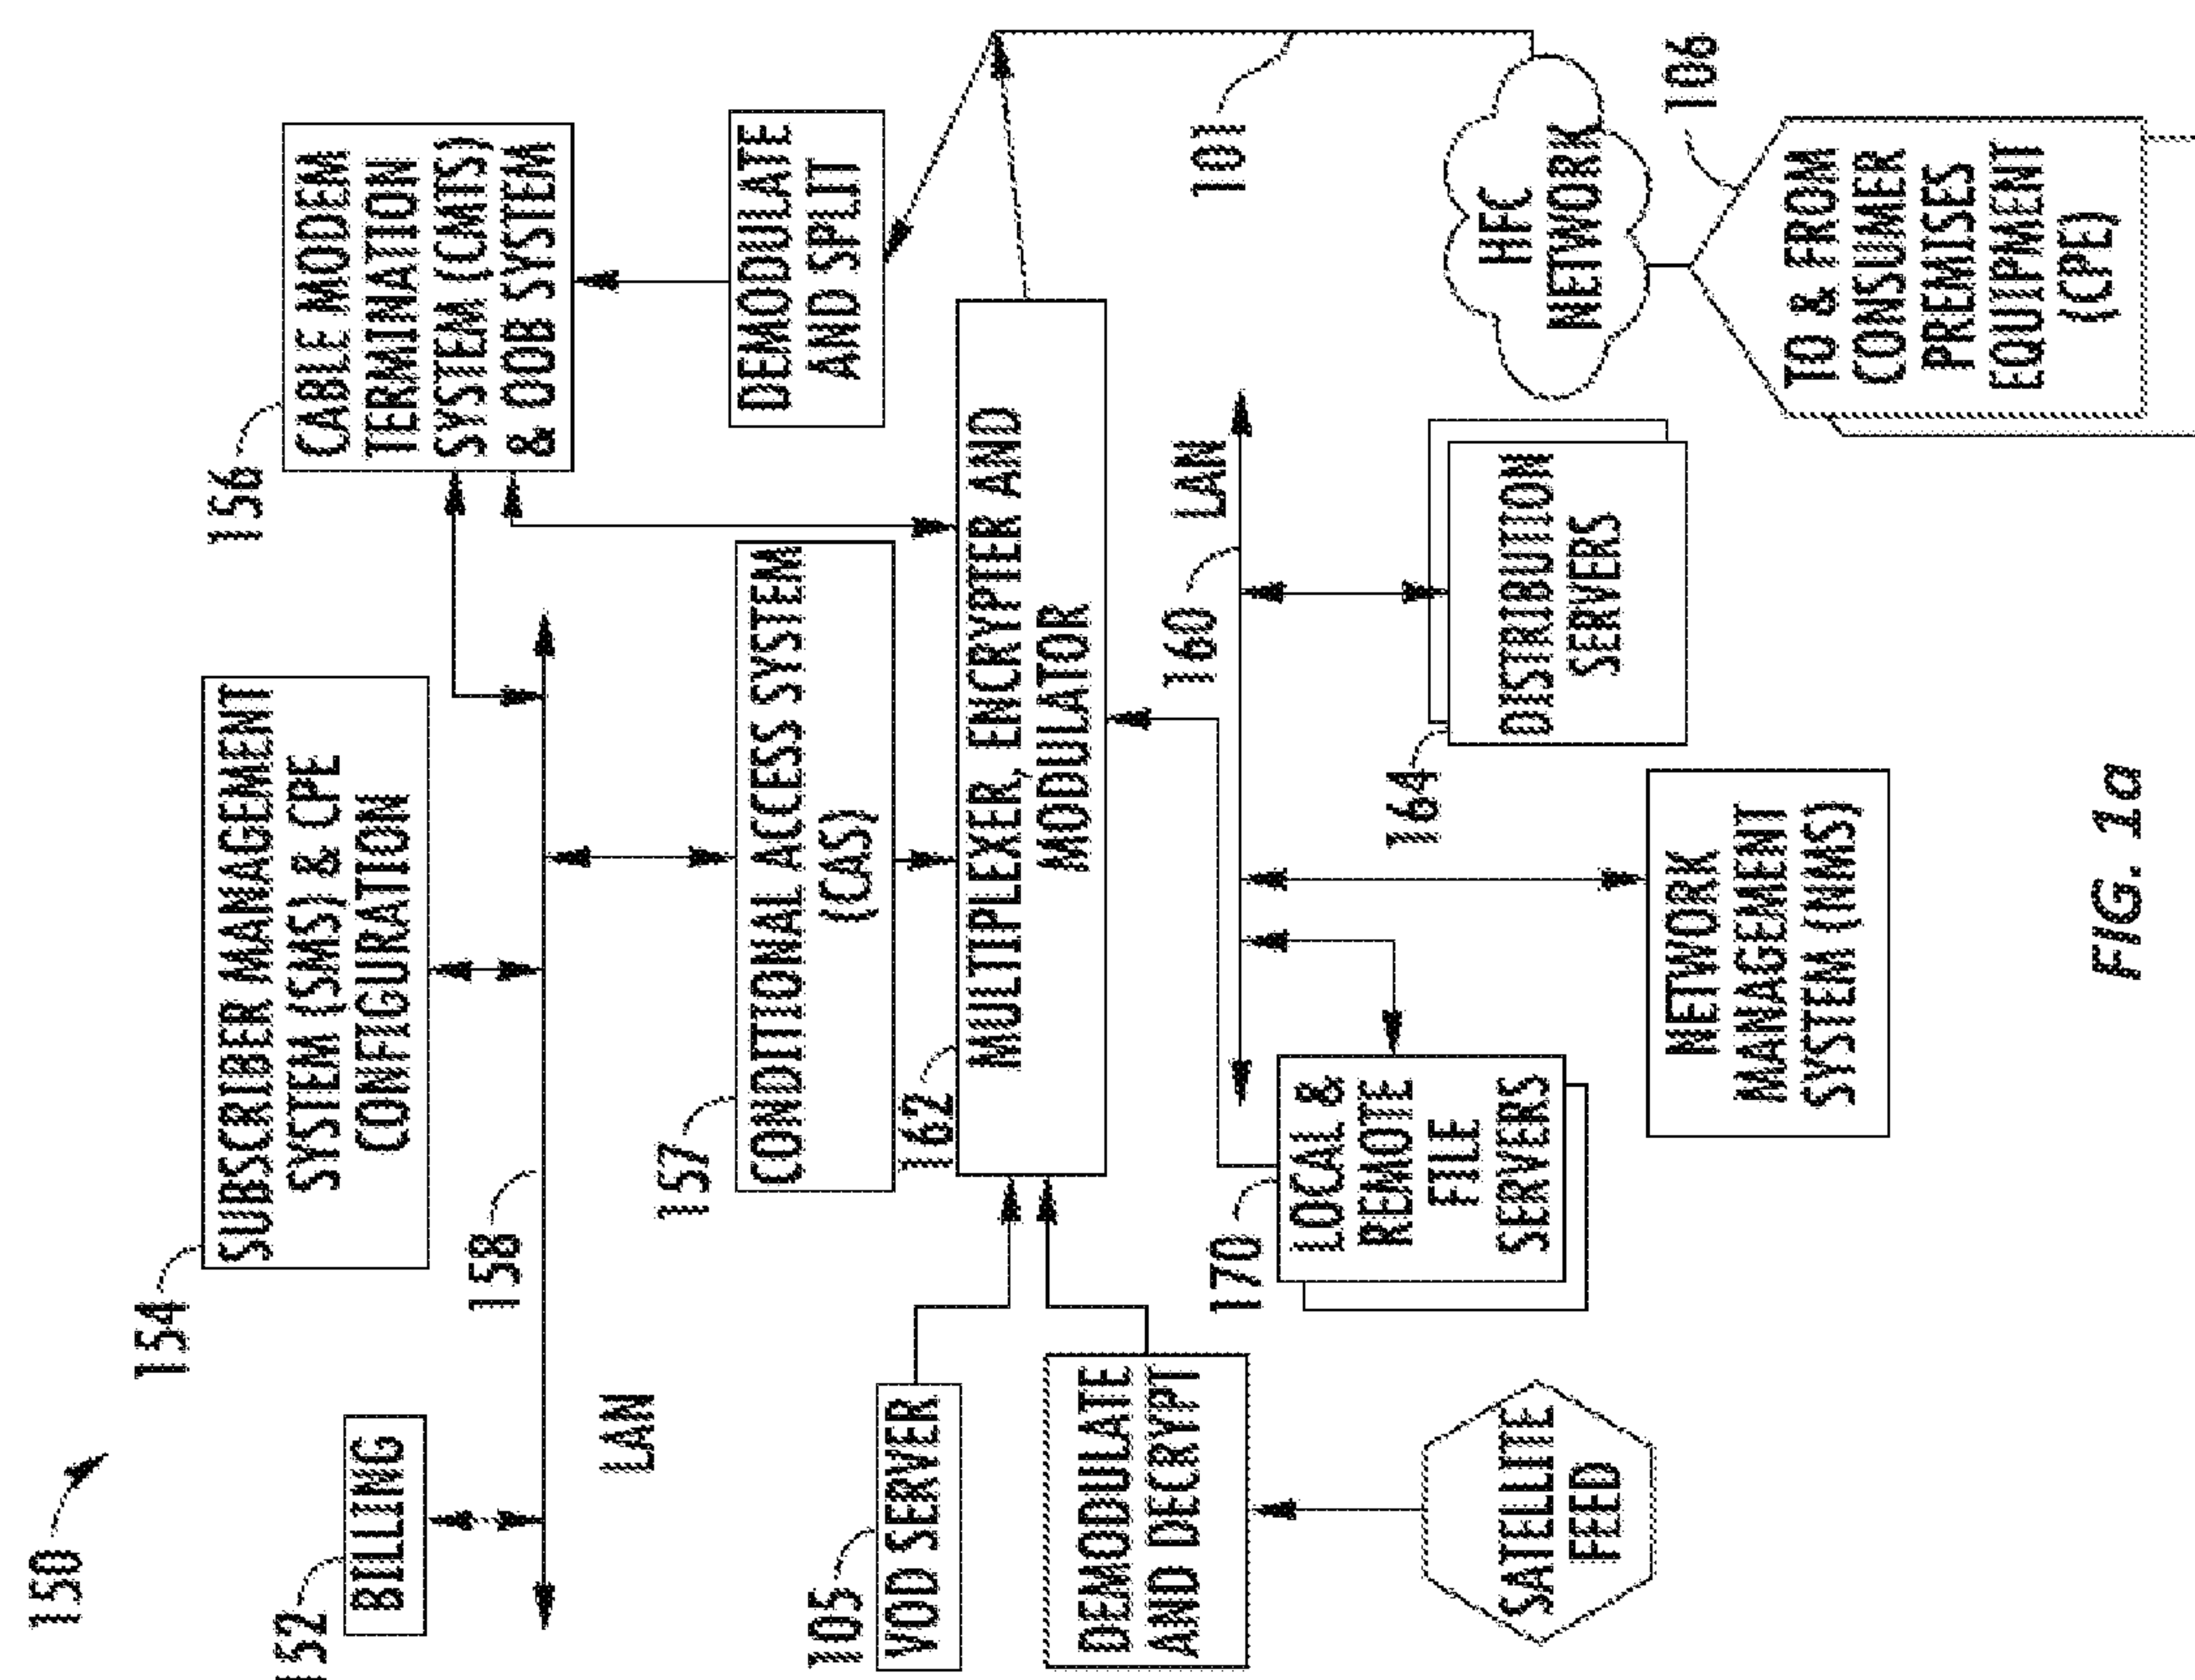 150
152
BILLING
154
SUBSCRIBER MANAGEMENT
SYSTEM (SMS) & CPE
CONFIGURATION
156
CABLE MODEM
TERMINATION
SYSTEM (CMTS)
& OOB SYSTEM
158
LAN
157
CONDITIONAL ACCESS SYSTEM
(CAS)
DEMODULATE
AND SPLIT
105
VOD SERVER
162
MULTIPLEXER, ENCRYPTER AND
MODULATOR
DEMODULATE
AND DECRYPT
101
160
LAN
170
LOCAL &
REMOTE
FILE
SERVERS
164
DISTRIBUTION
SERVERS
HFC
NETWORK
SATELLITE
FEED
NETWORK
MANAGEMENT
SYSTEM (NMS)
106
TO & FROM
CONSUMER
PREMISES
EQUIPMENT
(CPE)
FIG. 1a